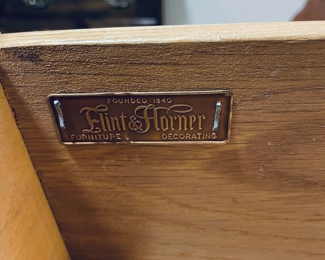 FOUNDED 1840
Flint & Horner
FURNITURE DECORATING